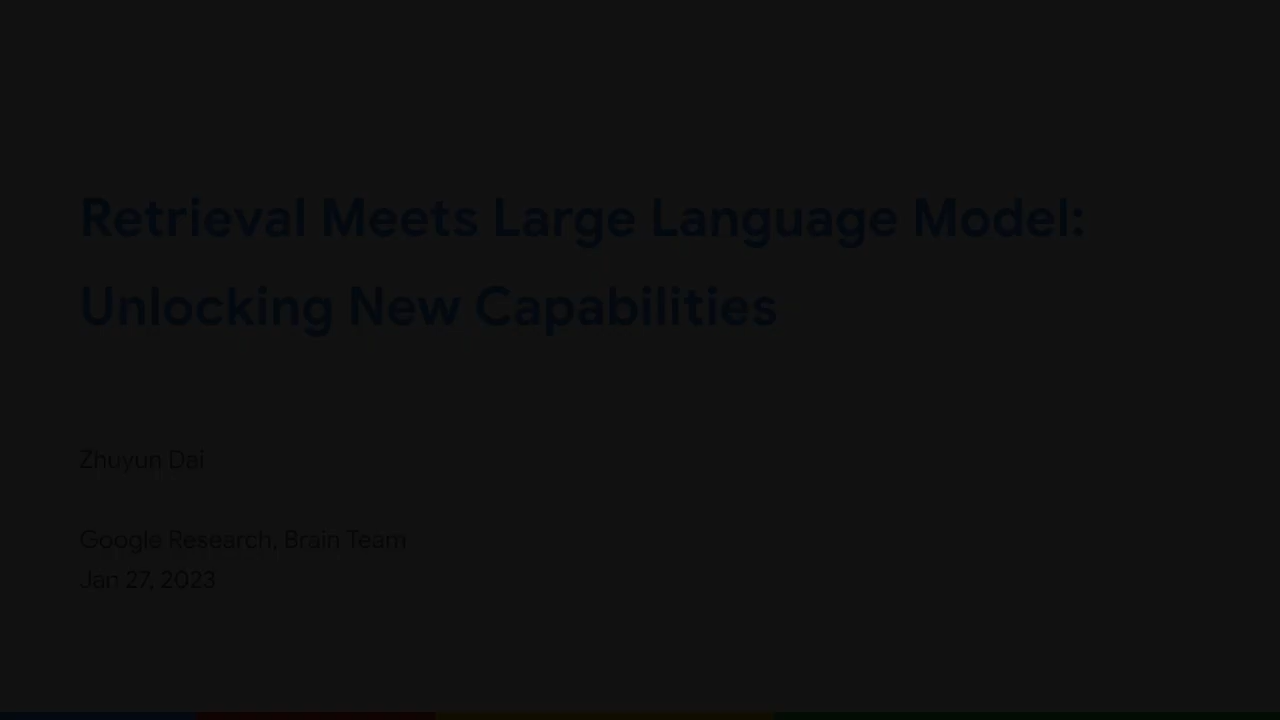 Retrieval Meets Large Language Model:
Unlocking New Capabilities
Zhuyun Dai
Google Research, Brain Team
Jan 27, 2023